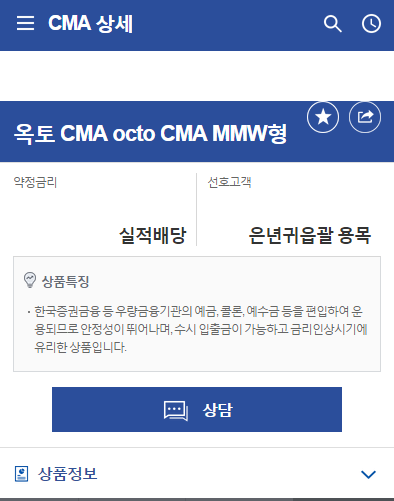 CMA 상세
옥토 CMA octo CMA MMW형
약정금리
선호고객
실적배당
은년귀읍괄 용목
상품특징
· 한국증권금융 등 우량금융기관의 예금, 콜론, 예수금 등을 편입하여 운
용되므로 안정성이 뛰어나며, 수시 입출금이 가능하고 금리인상시기에
유리한 상품입니다.
상담
상품정보